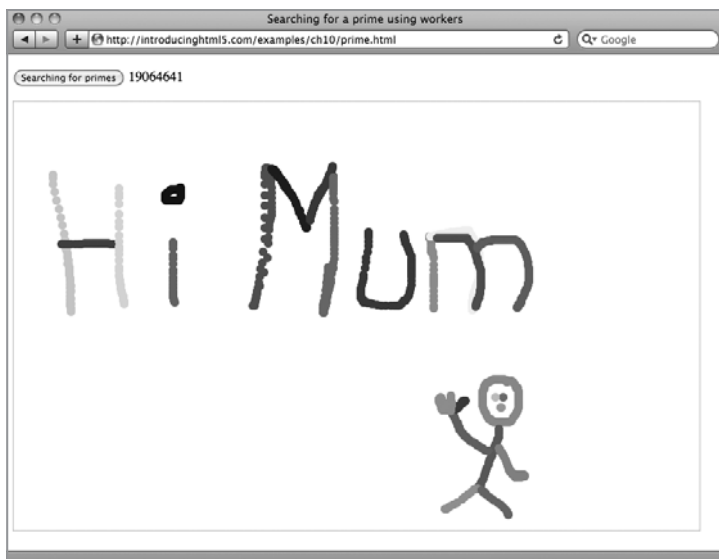 Searching for a prime using workers
http://introducinghtml5.com/examples/ch10/prime.html
Google
Searching for primes 19064641
Hi Mum